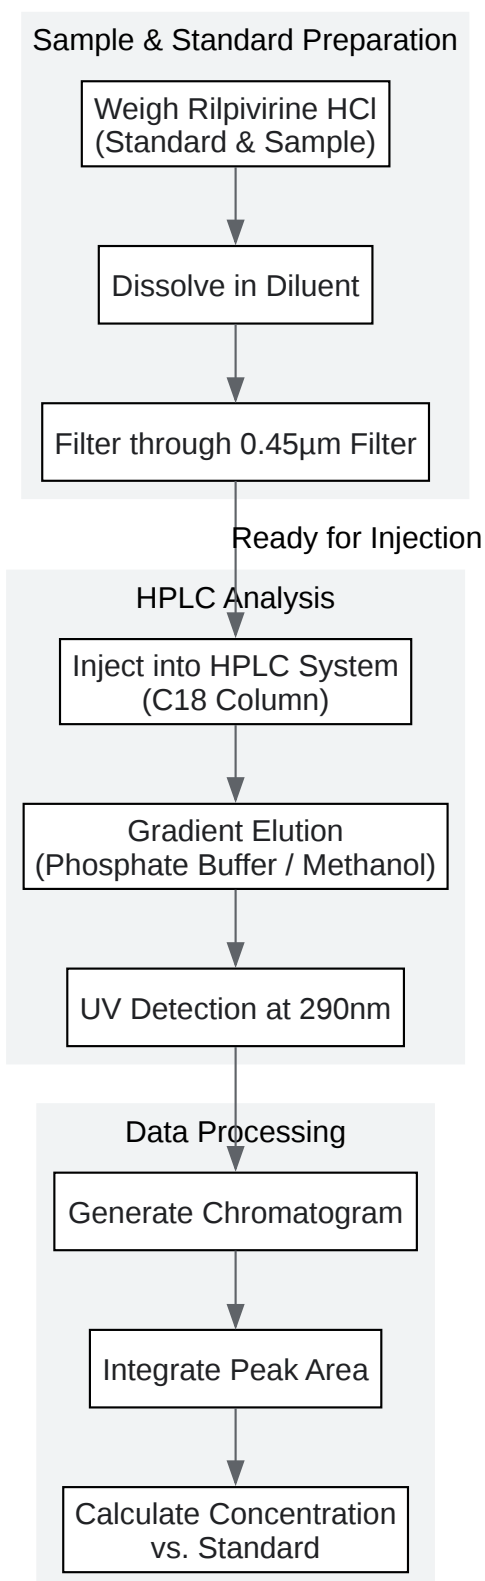 Sample & Standard Preparation
Weigh Rilpivirine HCl
(Standard & Sample)
Dissolve in Diluent
Filter through 0.45µm Filter
Ready for Injection
HPLC Analysis
Inject into HPLC System
(C18 Column)
Gradient Elution
(Phosphate Buffer / Methanol)
UV Detection at 290nm
Data Processing
Generate Chromatogram
Integrate Peak Area
Calculate Concentration
vs. Standard